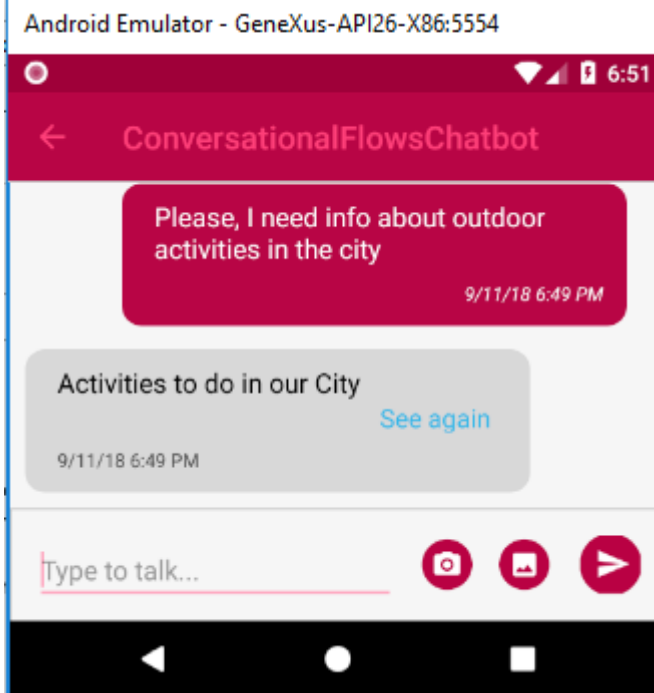 Android Emulator - GeneXus-API26-X86:5554
6:51
ConversationalFlowsChatbot
Please, I need info about outdoor
activities in the city
9/11/18 6:49 PM
Activities to do in our City
See again
9/11/18 6:49 PM
Type to talk...